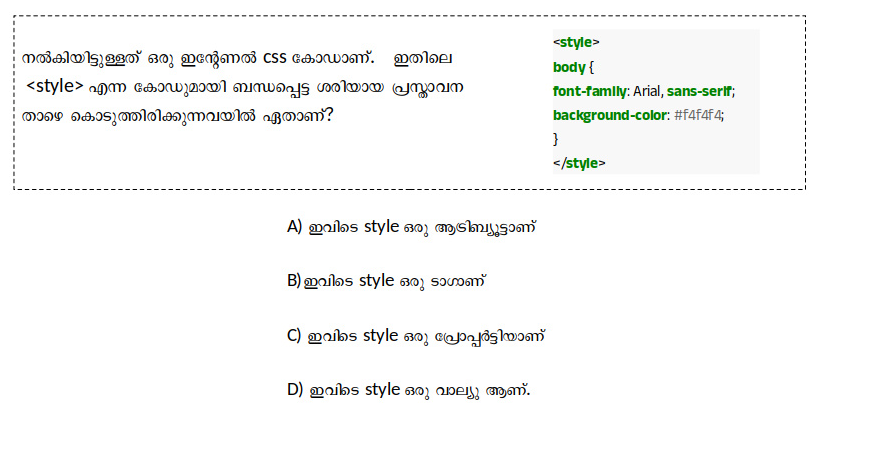 നൽകിയിട്ടുള്ളത് ഒരു ഇന്റേണൽ css കോഡാണ്. ഇതിലെ
<style> എന്ന കോഡുമായി ബന്ധപ്പെട്ട ശരിയായ പ്രസ്താവന
താഴെ കൊടുത്തിരിക്കുന്നവയിൽ ഏതാണ്?
<style>
body {
font-family: Arial, sans-serif;
background-color: #f4f4f4;
}
</style>
A) ഇവിടെ style ഒരു ആട്രിബ്യൂട്ടാണ്
B) ഇവിടെ style ഒരു ടാഗാണ്
C) ഇവിടെ style ഒരു പ്രോപ്പർട്ടിയാണ്
D) ഇവിടെ style ഒരു വാല്യു ആണ്.